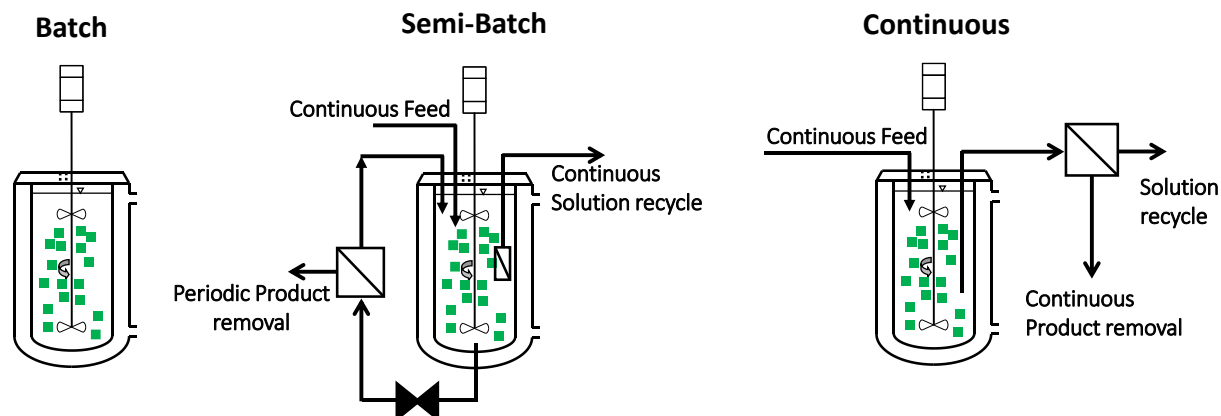 Batch
Semi-Batch
Continuous
Continuous Feed
Continuous
Solution recycle
Periodic Product
removal
Continuous Feed
Solution
recycle
Continuous
Product removal